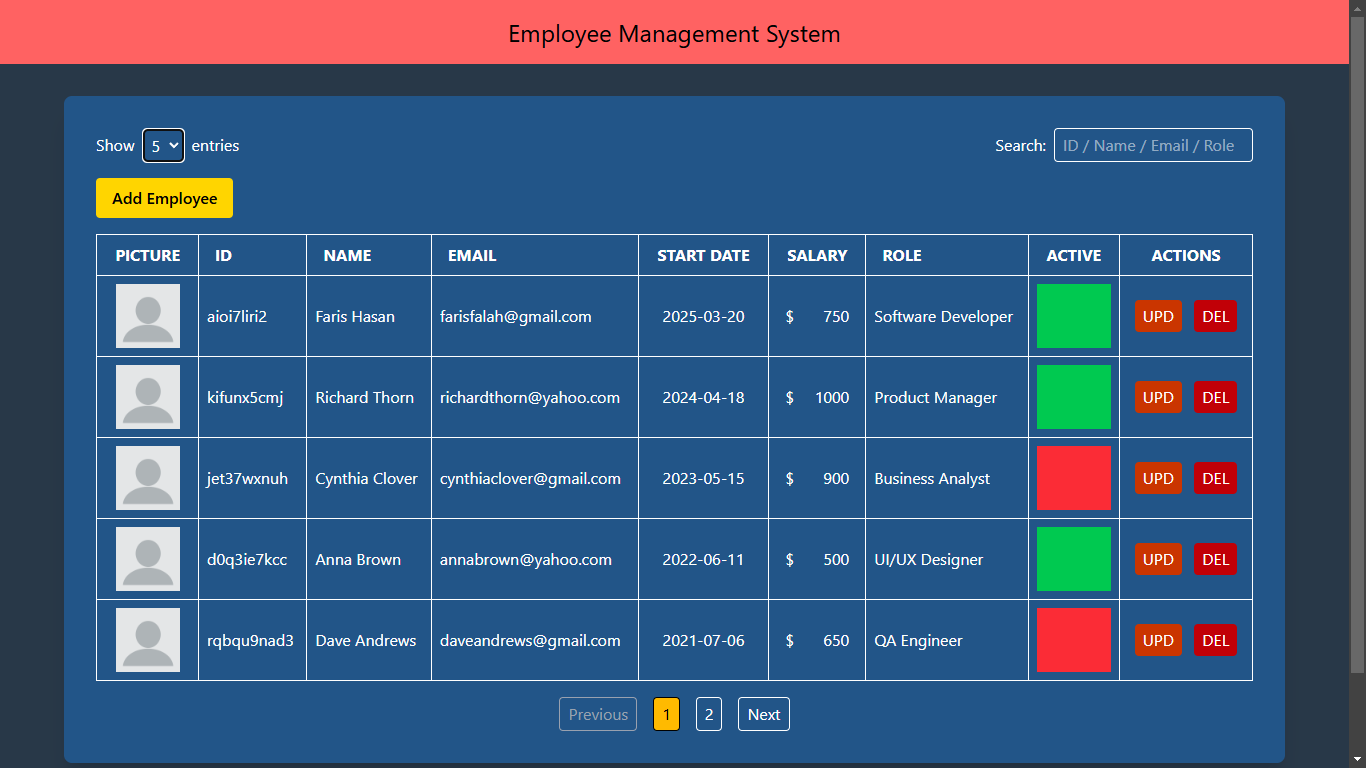 Employee Management System
Show 5 entries Search: ID / Name / Email / Role
Add Employee
PICTURE ID NAME EMAIL START DATE SALARY ROLE ACTIVE ACTIONS
aioi7liri2 Faris Hasan farisfalah@gmail.com 2025-03-20 $ 750 Software Developer UPD DEL
kifunx5cmj Richard Thorn richardthorn@yahoo.com 2024-04-18 $ 1000 Product Manager UPD DEL
jet37wxnuh Cynthia Clover cynthiaclover@gmail.com 2023-05-15 $ 900 Business Analyst UPD DEL
d0q3ie7kcc Anna Brown annabrown@yahoo.com 2022-06-11 $ 500 UI/UX Designer UPD DEL
rqbqu9nad3 Dave Andrews daveandrews@gmail.com 2021-07-06 $ 650 QA Engineer UPD DEL
Previous 1 2 Next